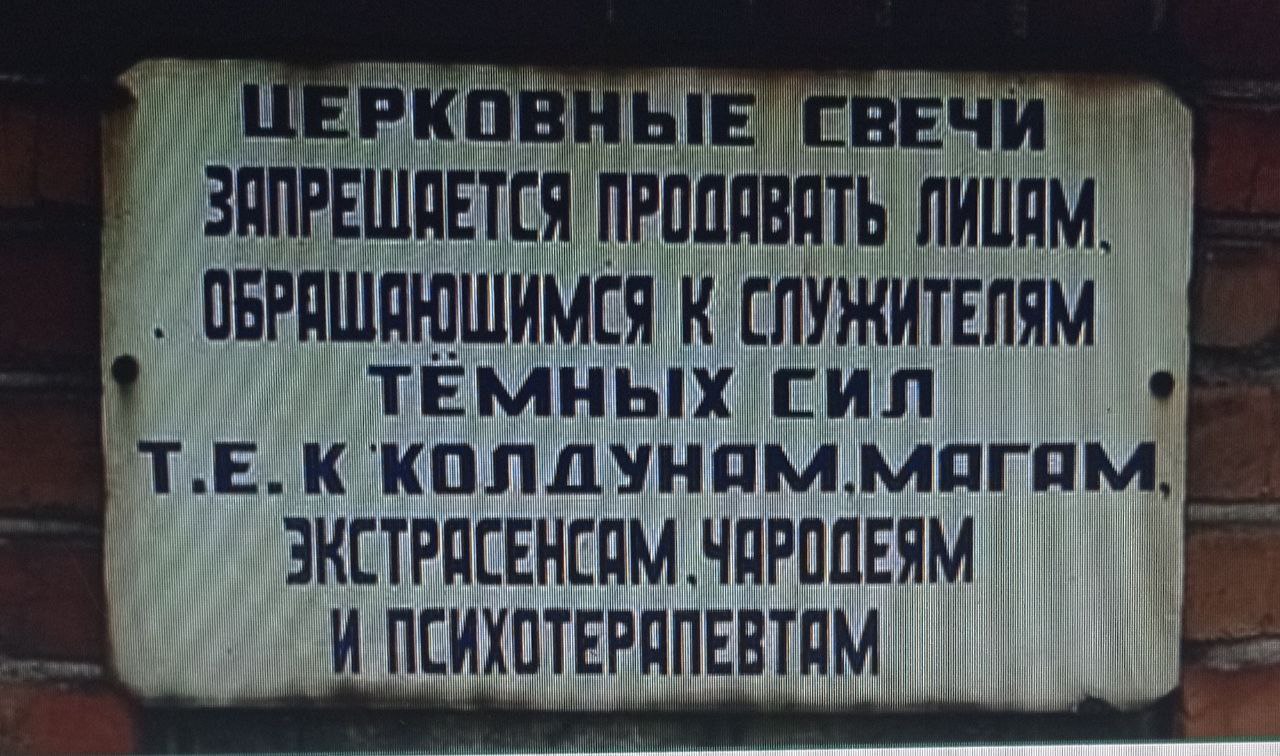 ЦЕРКОВНЫЕ СВЕЧИ
ЗАПРЕЩАЕТСЯ ПРОДАВАТЬ ЛИЦАМ,
ОБРАЩАЮЩИМСЯ К СЛУЖИТЕЛЯМ
ТЁМНЫХ СИЛ
Т.Е. К КОЛДУНАМ, МАГАМ,
ЭКСТРАСЕНСАМ, ЧАРОДЕЯМ
И ПСИХОТЕРАПЕВТАМ